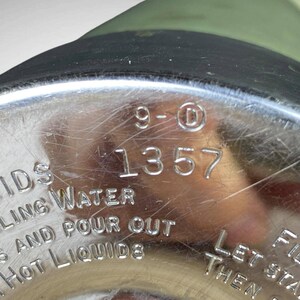 9-Ⓓ
1357
IDS
LING WATER
S AND POUR OUT
HOT LIQUIDS
F
LET STA
THEN